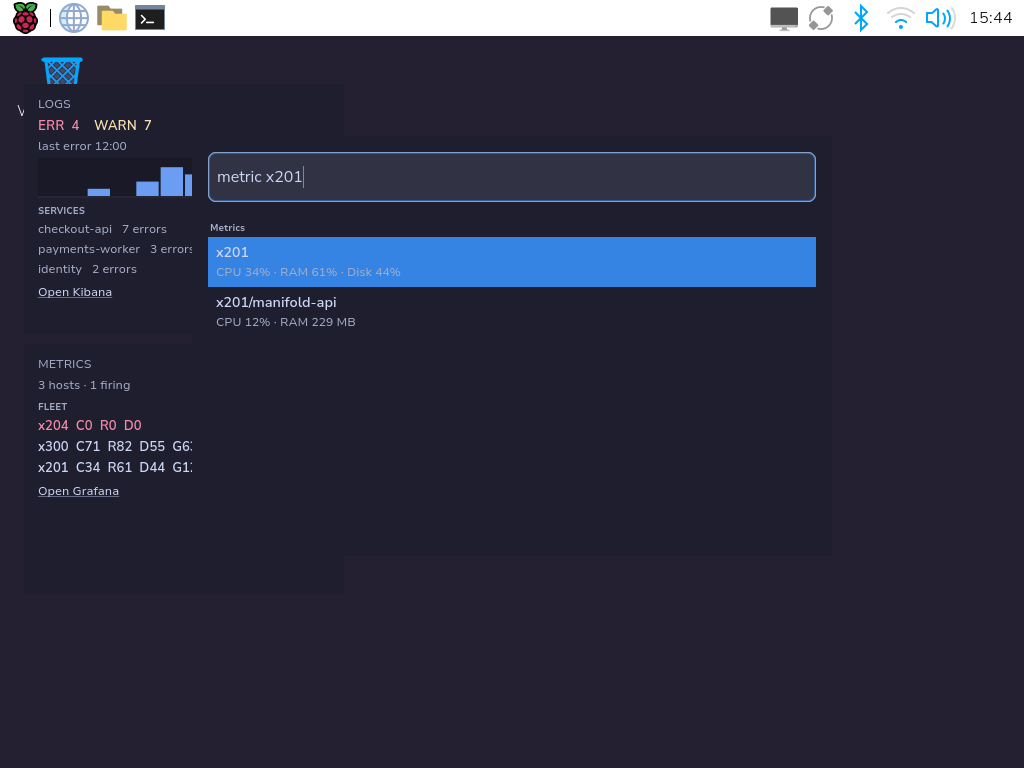 15:44
LOGS
ERR 4 WARN 7
last error 12:00
SERVICES
checkout-api 7 errors
payments-worker 3 errors
identity 2 errors
Open Kibana
METRICS
3 hosts · 1 firing
FLEET
x204 C0 R0 D0
x300 C71 R82 D55
x201 C34 R61 D44
Open Grafana
metric x201
Metrics
x201
CPU 34% · RAM 61% · Disk 44%
x201/manifold-api
CPU 12% · RAM 229 MB